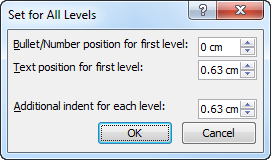 Set for All Levels
Bullet/Number position for first level: 0 cm
Text position for first level: 0.63 cm
Additional indent for each level: 0.63 cm
OK Cancel